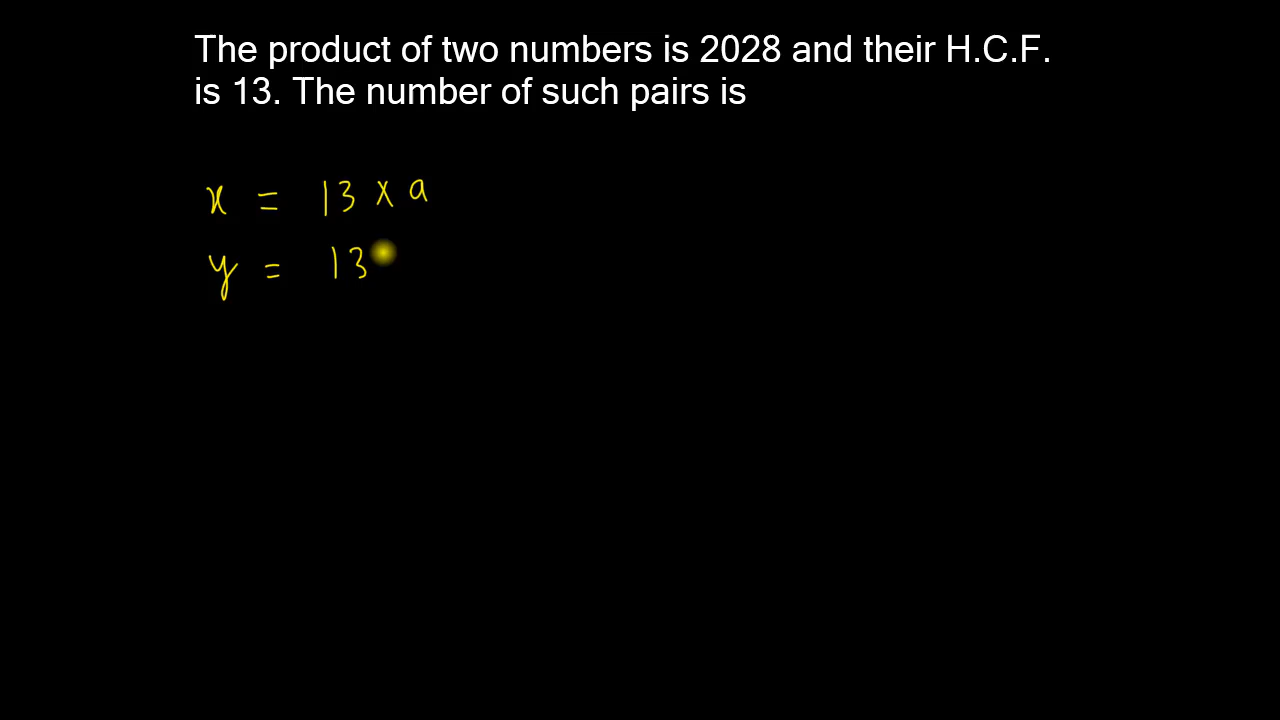 The product of two numbers is 2028 and their H.C.F.
is 13. The number of such pairs is
x = 13 × a
y = 13